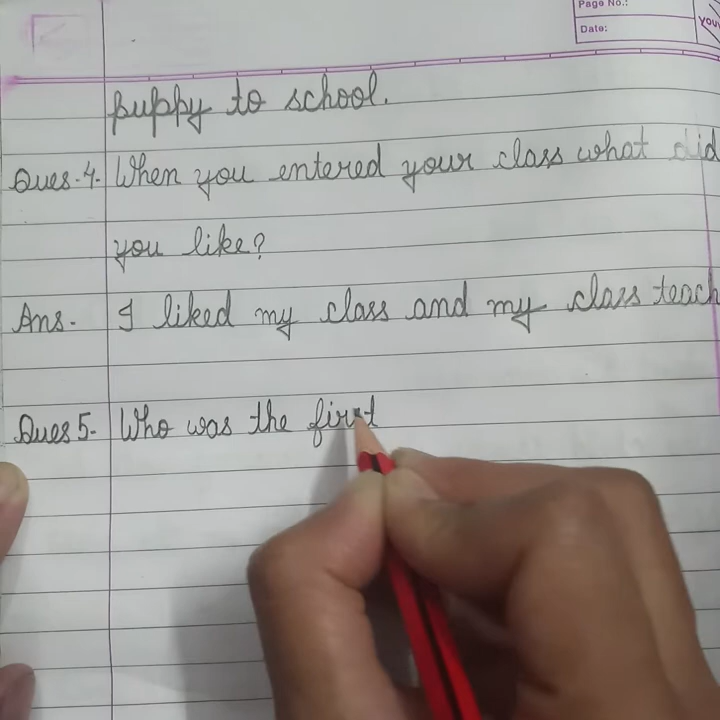 Page No.:
Date:
YOU
puppy to school.
Ques.4. When you entered your class what did
you like?
Ans. I liked my class and my class teach
Ques 5. Who was the first